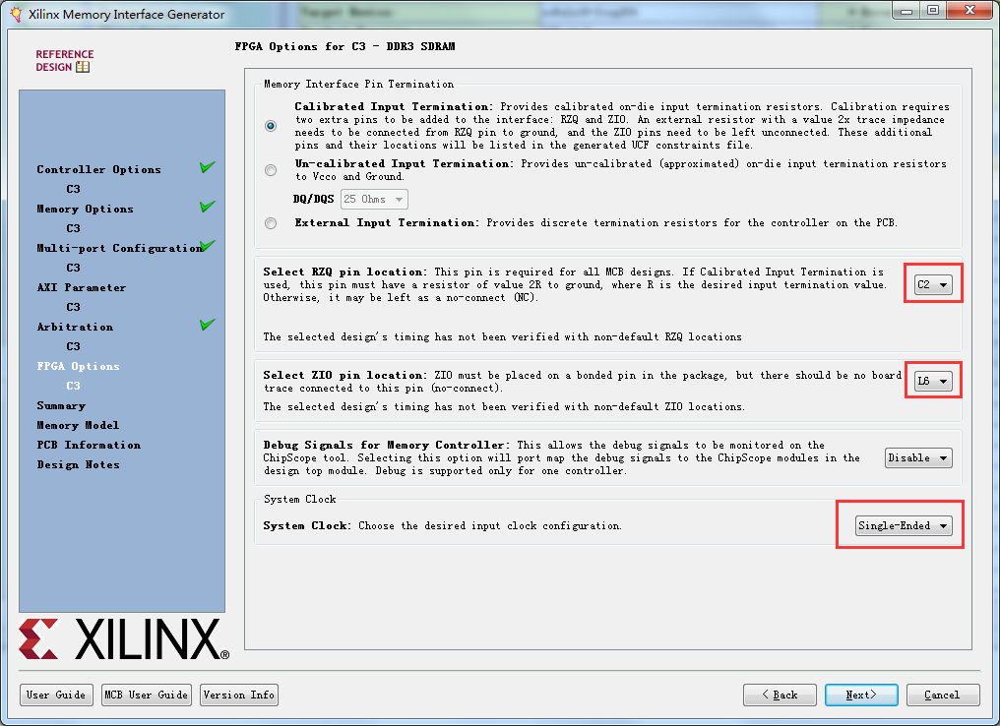 Xilinx Memory Interface Generator
REFERENCE
DESIGN
FPGA Options for C3 - DDR3 SDRAM
Controller Options
C3
Memory Options
C3
Multi-port Configuration
C3
AXI Parameter
C3
Arbitration
C3
FPGA Options
C3
Summary
Memory Model
PCB Information
Design Notes
XILINX®
Memory Interface Pin Termination
Calibrated Input Termination: Provides calibrated on-die input termination resistors. Calibration requires
two extra pins to be added to the interface: RZQ and ZIO. An external resistor with a value 2x trace impedance
needs to be connected from RZQ pin to ground, and the ZIO pins need to be left unconnected. These additional
pins and their locations will be listed in the generated UCF constraints file.
Un-calibrated Input Termination: Provides un-calibrated (approximated) on-die input termination resistors
to Vcco and Ground.
DQ/DQS 25 Ohms
External Input Termination: Provides discrete termination resistors for the controller on the PCB.
Select RZQ pin location: This pin is required for all MCB designs. If Calibrated Input Termination is
used, this pin must have a resistor of value 2R to ground, where R is the desired input termination value.
Otherwise, it may be left as a no-connect (NC).
C2
The selected design's timing has not been verified with non-default RZQ locations
Select ZIO pin location: ZIO must be placed on a bonded pin in the package, but there should be no board
trace connected to this pin (no-connect).
L6
The selected design's timing has not been verified with non-default ZIO locations.
Debug Signals for Memory Controller: This allows the debug signals to be monitored on the
ChipScope tool. Selecting this option will port map the debug signals to the ChipScope modules in the
design top module. Debug is supported only for one controller.
Disable
System Clock
System Clock: Choose the desired input clock configuration.
Single-Ended
User Guide
MCB User Guide
Version Info
< Back
Next>
Cancel